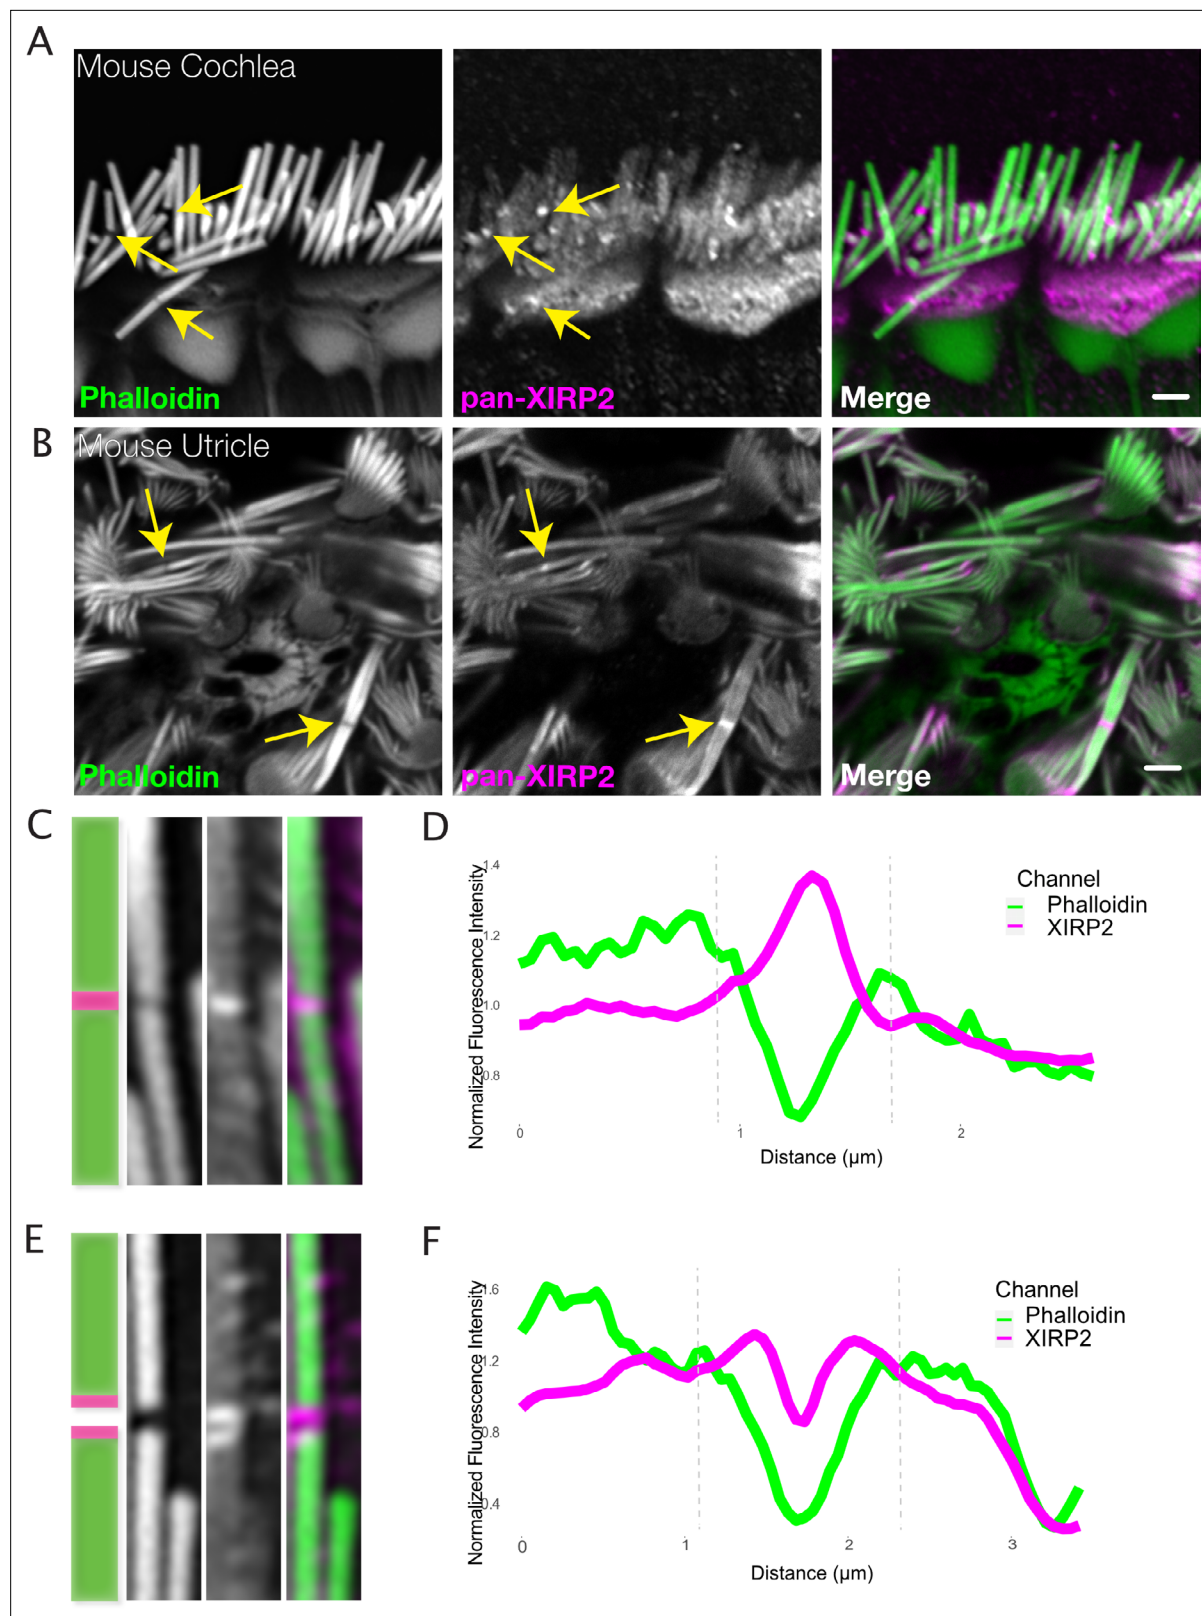 A
Mouse Cochlea
Phalloidin
pan-XIRP2
Merge
B
Mouse Utricle
Phalloidin
pan-XIRP2
Merge
C
D
Normalized Fluorescence Intensity
1.4
1.2
1.0
0.8
0
1
2
Distance (μm)
Channel
Phalloidin
XIRP2
E
F
Normalized Fluorescence Intensity
1.6
1.2
0.8
0.4
0
1
2
3
Distance (μm)
Channel
Phalloidin
XIRP2